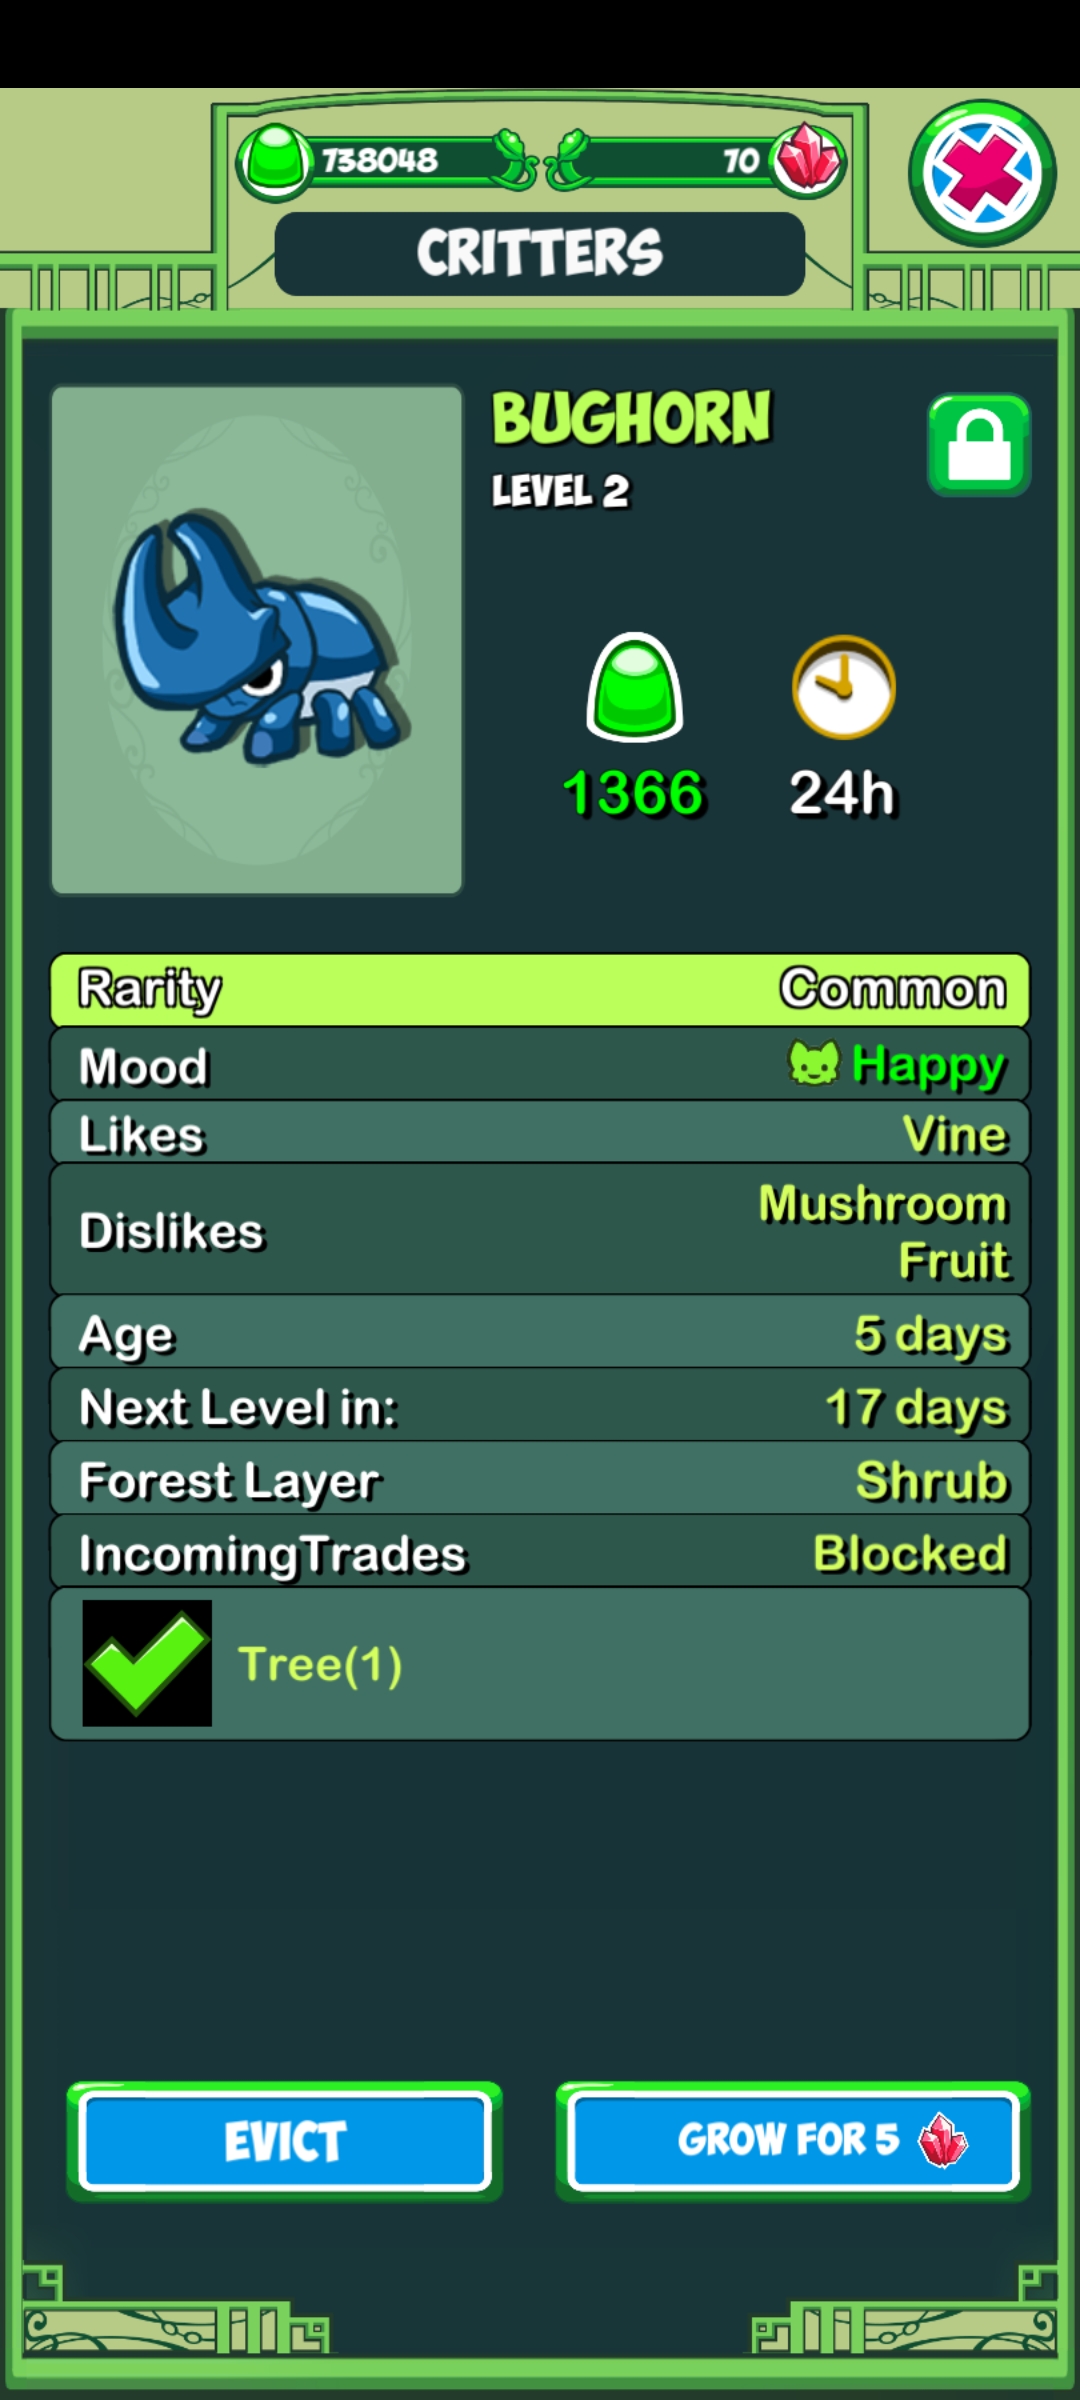 738048
70
CRITTERS
BUGHORN
LEVEL 2
1366
24h
Rarity Common
Mood Happy
Likes Vine
Dislikes Mushroom
Fruit
Age 5 days
Next Level in: 17 days
Forest Layer Shrub
IncomingTrades Blocked
Tree(1)
EVICT
GROW FOR 5